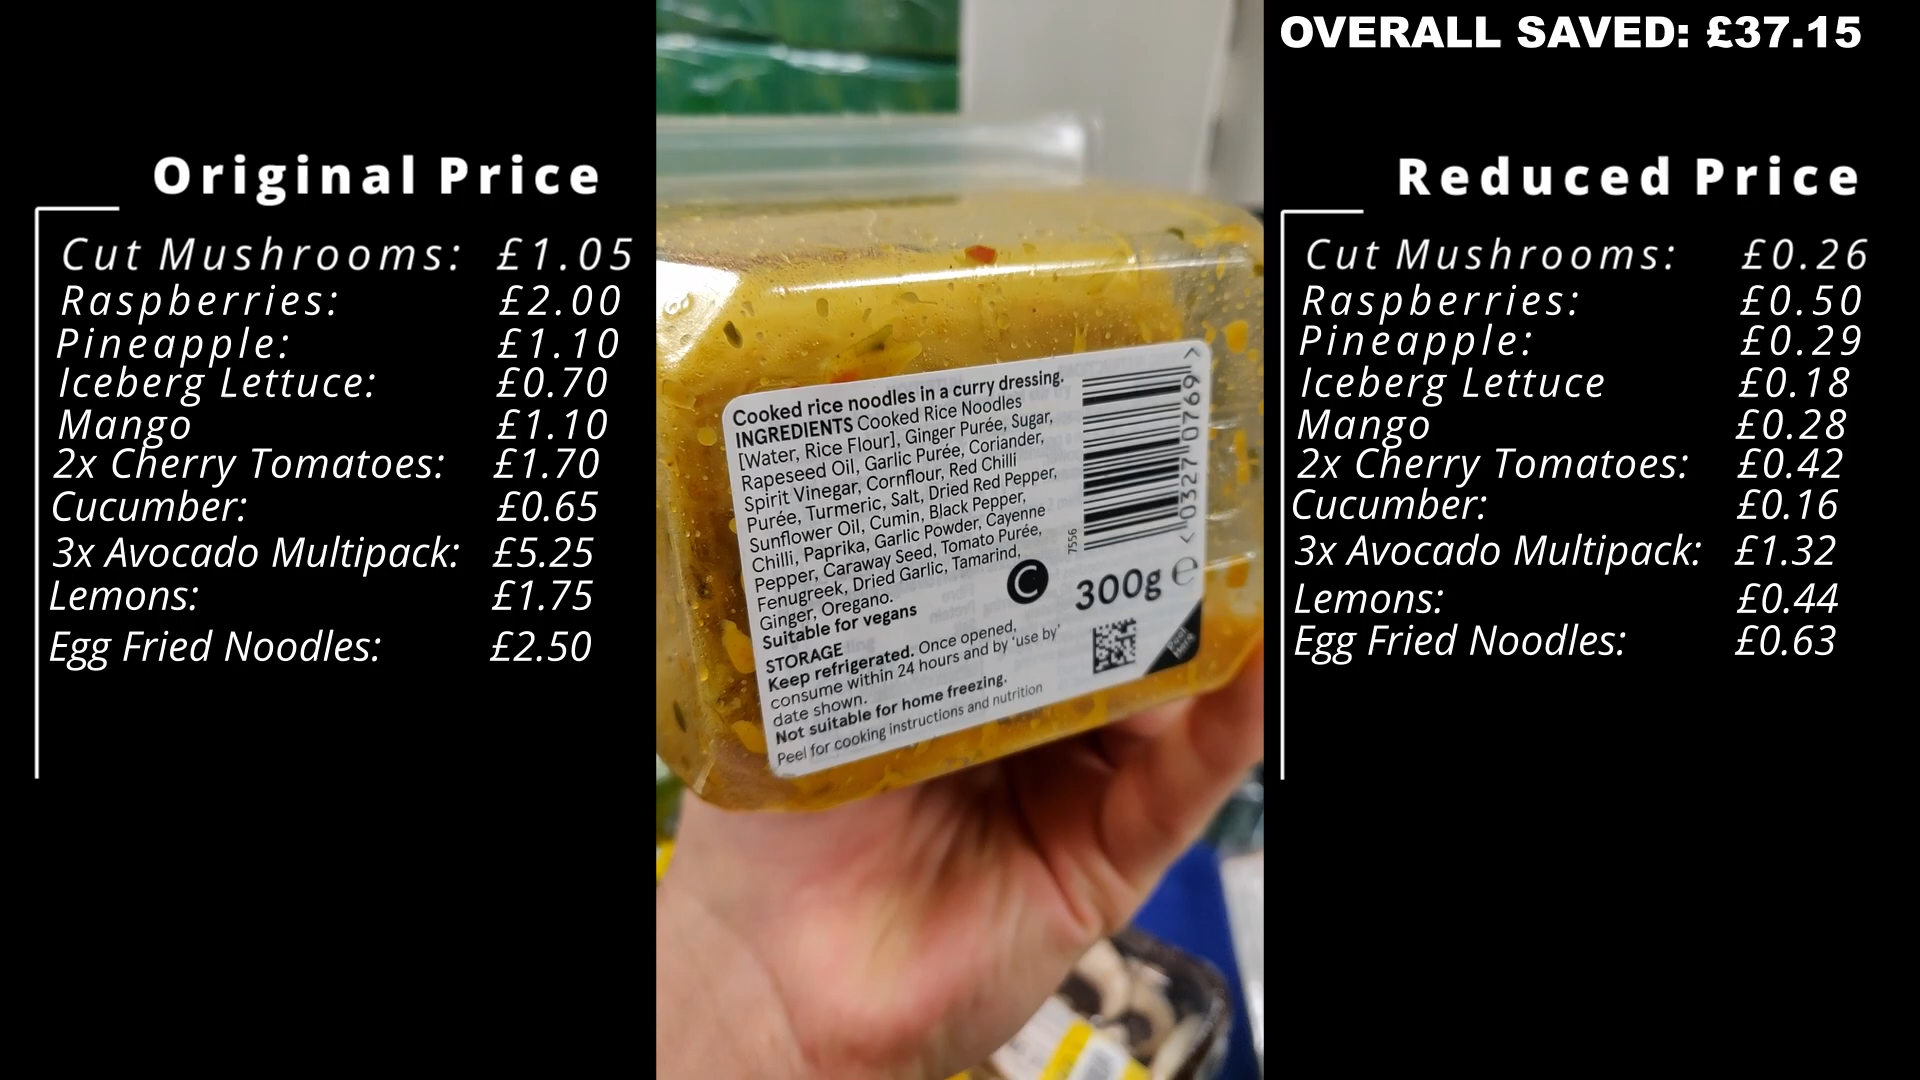 OVERALL SAVED: £37.15
Original Price
Cut Mushrooms: £1.05
Raspberries: £2.00
Pineapple: £1.10
Iceberg Lettuce: £0.70
Mango £1.10
2x Cherry Tomatoes: £1.70
Cucumber: £0.65
3x Avocado Multipack: £5.25
Lemons: £1.75
Egg Fried Noodles: £2.50
Cooked rice noodles in a curry dressing.
INGREDIENTS Cooked Rice Noodles
[Water, Rice Flour], Ginger Purée, Sugar,
Rapeseed Oil, Garlic Purée, Coriander,
Spirit Vinegar, Cornflour, Red Chilli
Purée, Turmeric, Salt, Dried Red Pepper,
Sunflower Oil, Cumin, Black Pepper,
Chilli, Paprika, Garlic Powder, Cayenne
Pepper, Caraway Seed, Tomato Purée,
Fenugreek, Dried Garlic, Tamarind,
Ginger, Oregano.
Suitable for vegans
STORAGE
Keep refrigerated. Once opened,
consume within 24 hours and by 'use by'
date shown.
Not suitable for home freezing.
Peel for cooking instructions and nutrition
7556
< 0327 0769 >
C
300g e
Reduced Price
Cut Mushrooms: £0.26
Raspberries: £0.50
Pineapple: £0.29
Iceberg Lettuce £0.18
Mango £0.28
2x Cherry Tomatoes: £0.42
Cucumber: £0.16
3x Avocado Multipack: £1.32
Lemons: £0.44
Egg Fried Noodles: £0.63